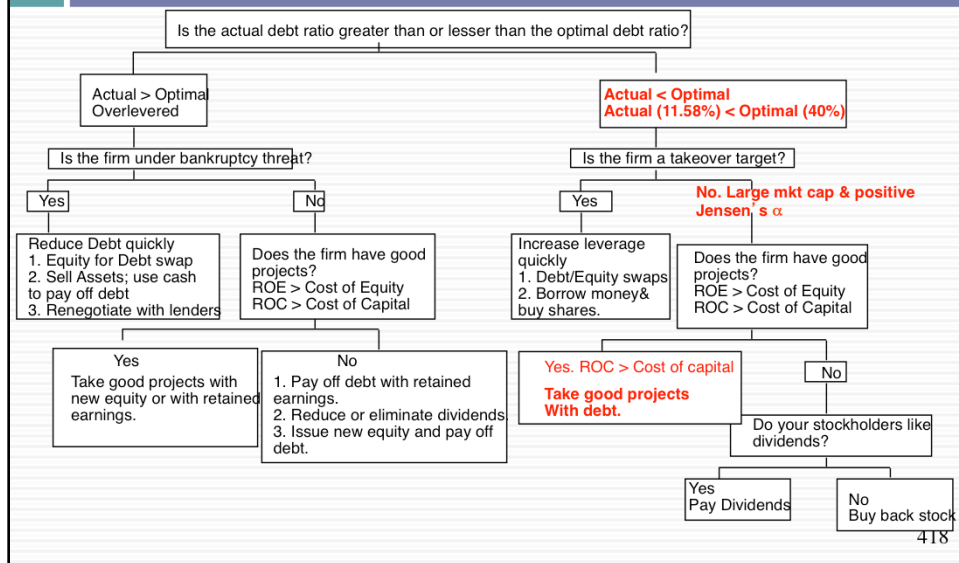 Is the actual debt ratio greater than or lesser than the optimal debt ratio?
Actual > Optimal
Overlevered
Actual < Optimal
Actual (11.58%) < Optimal (40%)
Is the firm under bankruptcy threat?
Is the firm a takeover target?
Yes
No
Yes
No. Large mkt cap & positive
Jensen's α
Reduce Debt quickly
1. Equity for Debt swap
2. Sell Assets; use cash
to pay off debt
3. Renegotiate with lenders
Does the firm have good
projects?
ROE > Cost of Equity
ROC > Cost of Capital
Increase leverage
quickly
1. Debt/Equity swaps
2. Borrow money&
buy shares.
Does the firm have good
projects?
ROE > Cost of Equity
ROC > Cost of Capital
Yes
Take good projects with
new equity or with retained
earnings.
No
1. Pay off debt with retained
earnings.
2. Reduce or eliminate dividends.
3. Issue new equity and pay off
debt.
Yes. ROC > Cost of capital
Take good projects
With debt.
No
Do your stockholders like
dividends?
Yes
Pay Dividends
No
Buy back stock
418